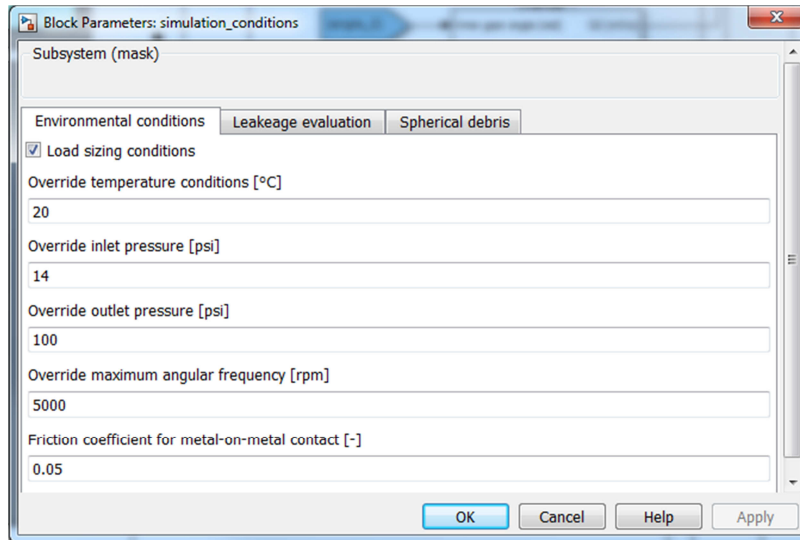 Block Parameters: simulation_conditions
Subsystem (mask)
Environmental conditions
Leakeage evaluation
Spherical debris
Load sizing conditions
Override temperature conditions [°C]
20
Override inlet pressure [psi]
14
Override outlet pressure [psi]
100
Override maximum angular frequency [rpm]
5000
Friction coefficient for metal-on-metal contact [-]
0.05
OK
Cancel
Help
Apply